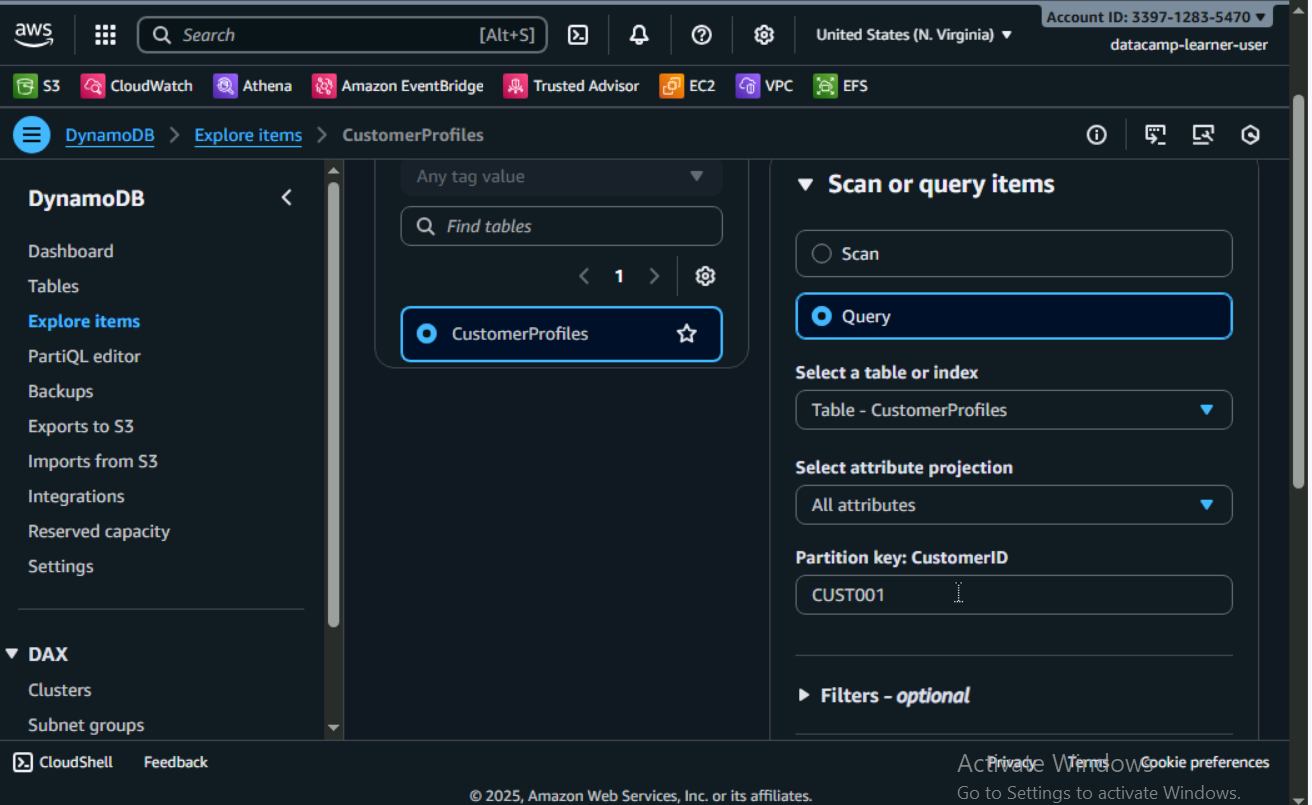 aws
Search [Alt+S]
United States (N. Virginia) ▼
Account ID: 3397-1283-5470 ▼
datacamp-learner-user
S3 CloudWatch Athena Amazon EventBridge Trusted Advisor EC2 VPC EFS
DynamoDB > Explore items > CustomerProfiles
DynamoDB
Dashboard
Tables
Explore items
PartiQL editor
Backups
Exports to S3
Imports from S3
Integrations
Reserved capacity
Settings
DAX
Clusters
Subnet groups
Any tag value
Find tables
1
CustomerProfiles
Scan or query items
Scan
Query
Select a table or index
Table - CustomerProfiles
Select attribute projection
All attributes
Partition key: CustomerID
CUST001
Filters - optional
CloudShell Feedback
Privacy Terms Cookie preferences
© 2025, Amazon Web Services, Inc. or its affiliates.
Activate Windows
Go to Settings to activate Windows.